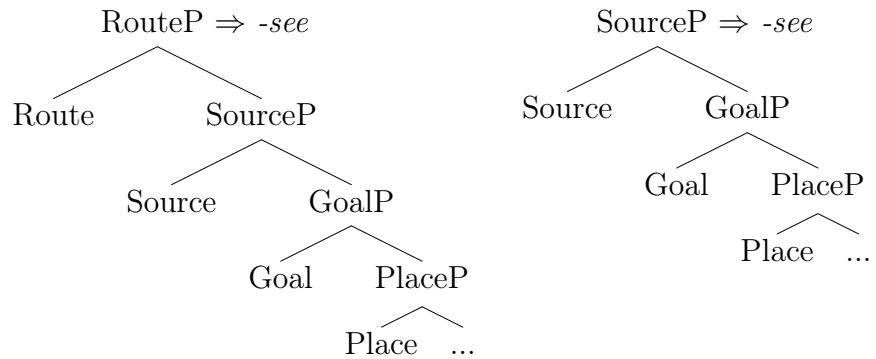 RouteP ⇒ -see
Route SourceP
Source GoalP
Goal PlaceP
Place ...
SourceP ⇒ -see
Source GoalP
Goal PlaceP
Place ...